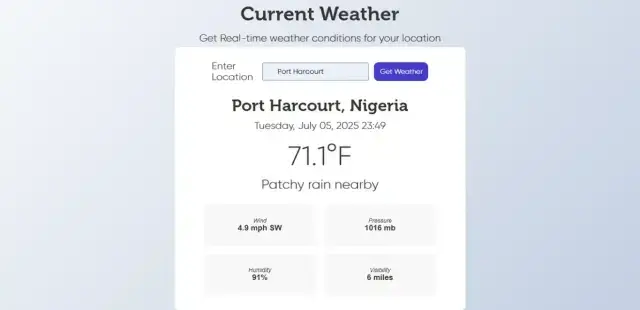 Current Weather
Get Real-time weather conditions for your location
Enter
Location
Port Harcourt
Get Weather
Port Harcourt, Nigeria
Tuesday, July 05, 2025 23:49
71.1°F
Patchy rain nearby
Wind
4.9 mph SW
Pressure
1016 mb
Humidity
91%
Visibility
6 miles